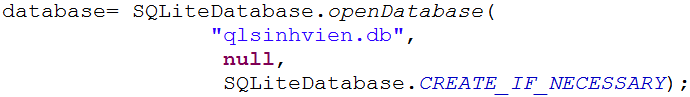 database= SQLiteDatabase.openDatabase(
"qlsinhvien.db",
null,
SQLiteDatabase.CREATE_IF_NECESSARY);